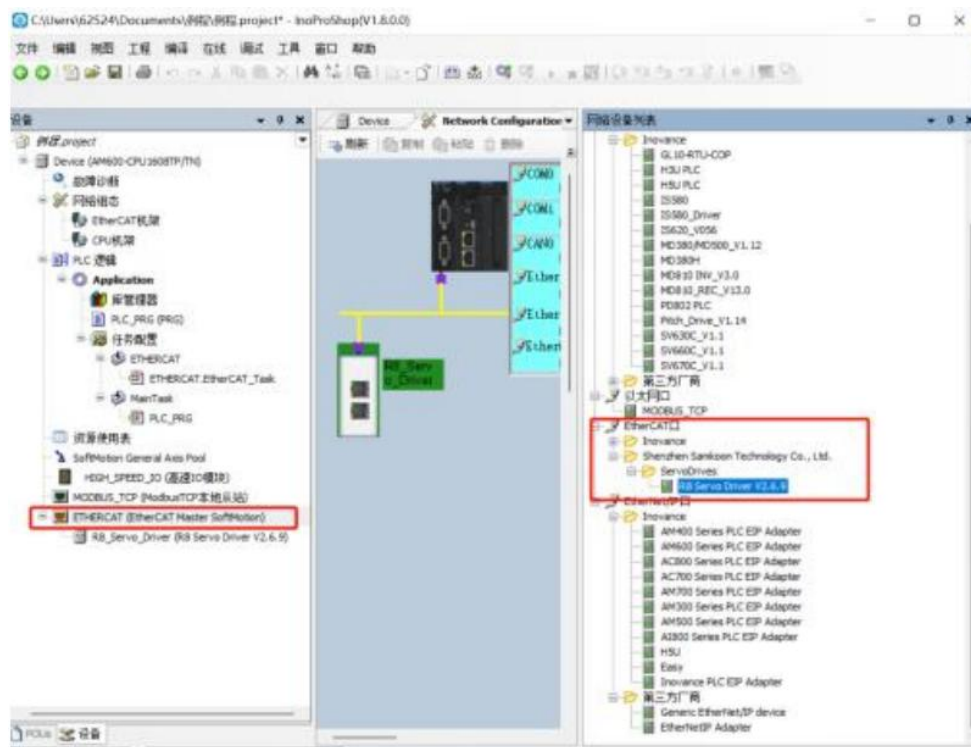 C:\Users\62524\Documents\例程\例程.project* - InoProShop(V1.8.0.0)
文件 编辑 视图 工程 编译 在线 调试 工具 窗口 帮助
设备
例程.project
Device (AM600-CPU1608TP/TN)
故障诊断
网络组态
EtherCAT机架
CPU机架
PLC 逻辑
Application
库管理器
PLC_PRG (PRG)
任务配置
ETHERCAT
ETHERCAT.EtherCAT_Task
MainTask
PLC_PRG
资源使用表
SoftMotion General Axis Pool
HIGH_SPEED_IO (高速IO模块)
MODBUS_TCP (ModbusTCP本地从站)
ETHERCAT (EtherCAT Master SoftMotion)
R8_Servo_Driver (R8 Servo Driver V2.6.9)
POUs 设备
Device Network Configuration
刷新 复制 粘贴 删除
COM0
COM1
CAN0
Ether
Ether
Ether
R8_Serv
o_Driver
网络设备列表
Inovance
GL10-RTU-COP
H3U PLC
H5U PLC
IS580
IS580_Driver
IS620_V056
MD380/MD500_V1.12
MD380H
MD810 INV_V3.0
MD810_REC_V13.0
PD802 PLC
Pitch_Drive_V1.14
SV630C_V1.1
SV660C_V1.1
SV670C_V1.1
第三方厂商
以太网口
MODBUS_TCP
EtherCAT口
Inovance
Shenzhen Samkoon Technology Co., Ltd.
ServoDrives
R8 Servo Driver V2.6.9
EtherNet/IP口
Inovance
AM400 Series PLC EIP Adapter
AM600 Series PLC EIP Adapter
AC800 Series PLC EIP Adapter
AC700 Series PLC EIP Adapter
AM700 Series PLC EIP Adapter
AM300 Series PLC EIP Adapter
AM500 Series PLC EIP Adapter
AI800 Series PLC EIP Adapter
H5U
Easy
Inovance PLC EIP Adapter
第三方厂商
Generic EtherNet/IP device
EtherNetIP Adapter